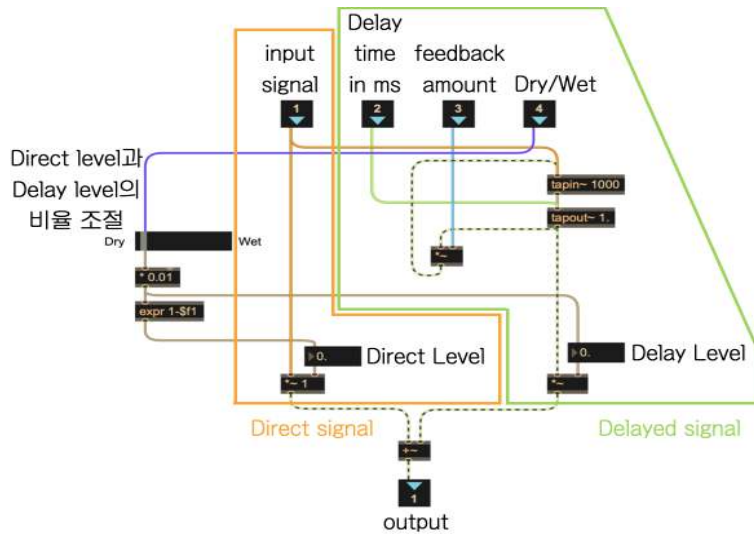 Delay
input
time
feedback
signal
in ms
amount
Dry/Wet
1
2
3
4
Direct level과
Delay level의
비율 조절
Dry
Wet
tapin~ 1000
tapout~ 1.
*~
* 0.01
expr 1-$f1
0.
Direct Level
0.
Delay Level
*~ 1
*~
Direct signal
Delayed signal
+~
1
output